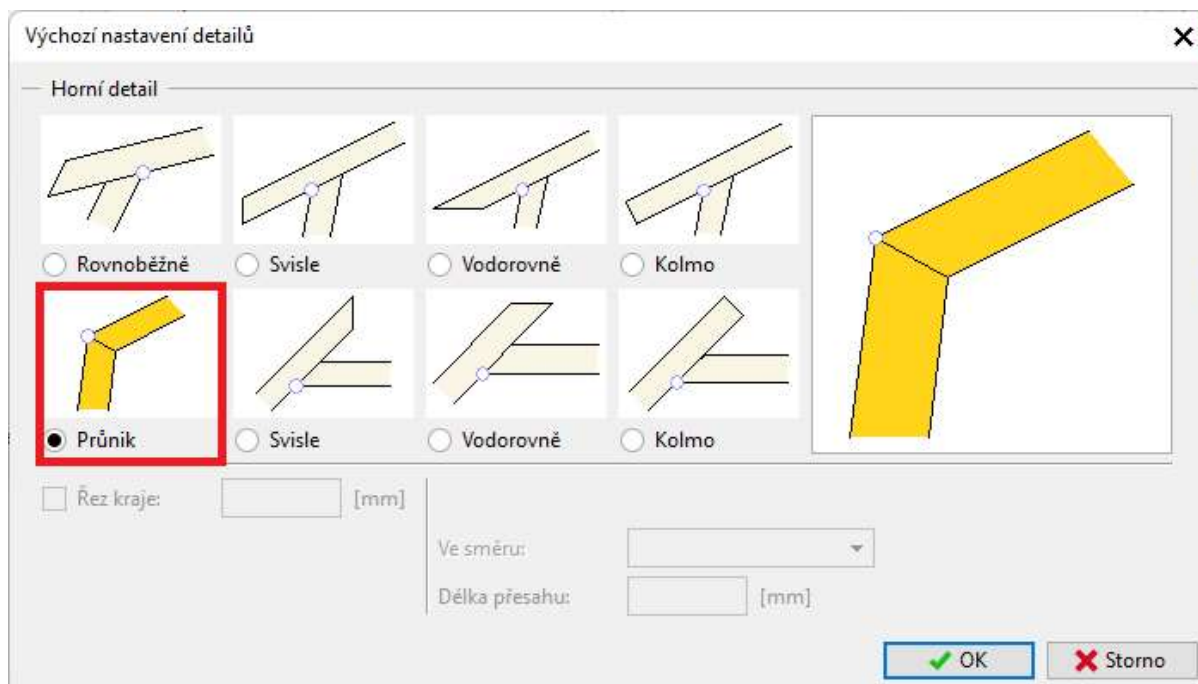 Výchozí nastavení detailů
Horní detail
Rovnoběžně Svisle Vodorovně Kolmo
Průnik Svisle Vodorovně Kolmo
Řez kraje: [mm]
Ve směru:
Délka přesahu: [mm]
OK Storno